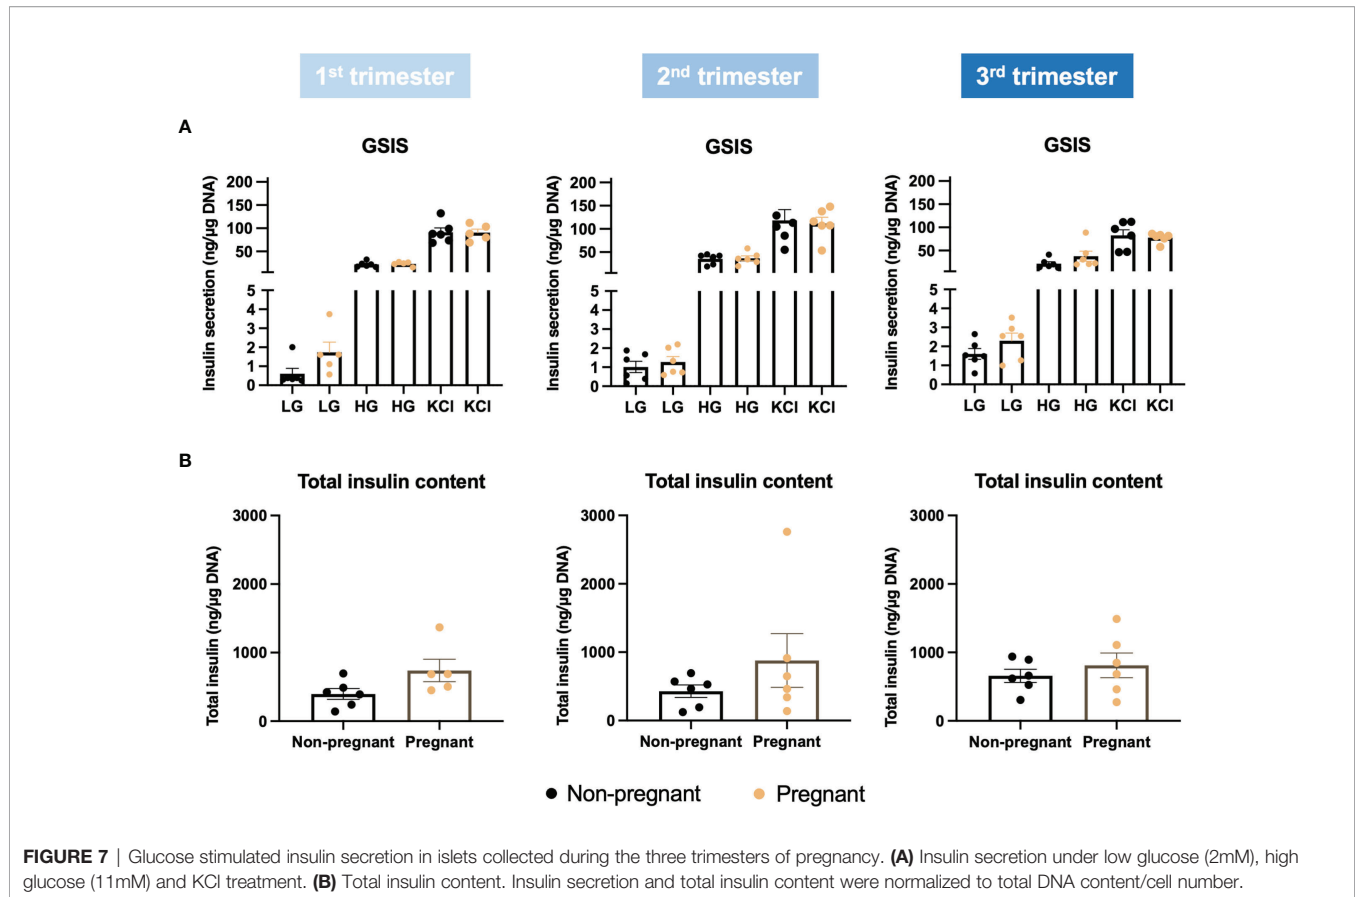 1st trimester 2nd trimester 3rd trimester
A
GSIS GSIS GSIS
Insulin secretion (ng/µg DNA)
200
150
100
50
5
4
3
2
1
0
LG LG HG HG KCl KCl
Insulin secretion (ng/µg DNA)
200
150
100
50
5
4
3
2
1
0
LG LG HG HG KCl KCl
Insulin secretion (ng/µg DNA)
200
150
100
50
5
4
3
2
1
0
LG LG HG HG KCl KCl
B
Total insulin content Total insulin content Total insulin content
Total insulin (ng/µg DNA)
3000
2000
1000
0
Non-pregnant Pregnant
Total insulin (ng/µg DNA)
3000
2000
1000
0
Non-pregnant Pregnant
Total insulin (ng/µg DNA)
3000
2000
1000
0
Non-pregnant Pregnant
Non-pregnant Pregnant
FIGURE 7 | Glucose stimulated insulin secretion in islets collected during the three trimesters of pregnancy. (A) Insulin secretion under low glucose (2mM), high
glucose (11mM) and KCl treatment. (B) Total insulin content. Insulin secretion and total insulin content were normalized to total DNA content/cell number.